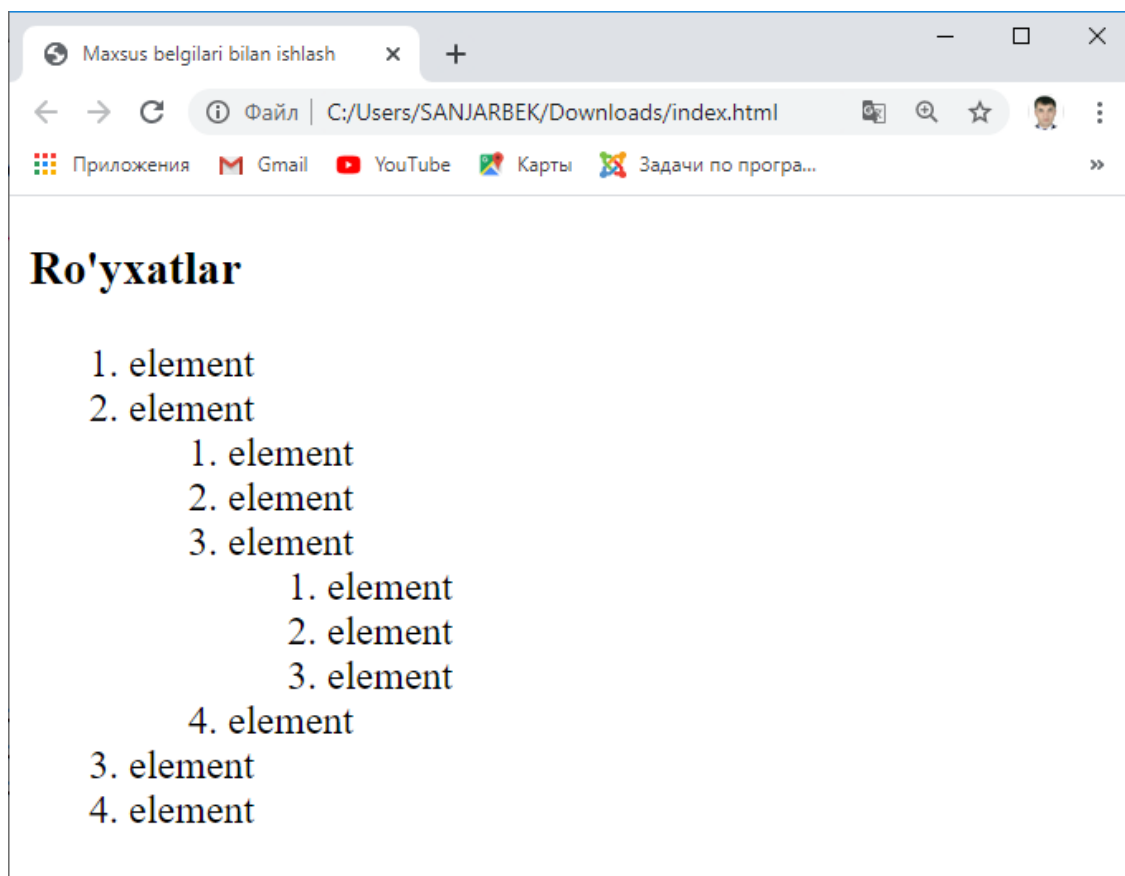 Maxsus belgilari bilan ishlash
Файл | C:/Users/SANJARBEK/Downloads/index.html
Приложения Gmail YouTube Карты Задачи по програ... »
Ro'yxatlar
1. element
2. element
1. element
2. element
3. element
1. element
2. element
3. element
4. element
3. element
4. element